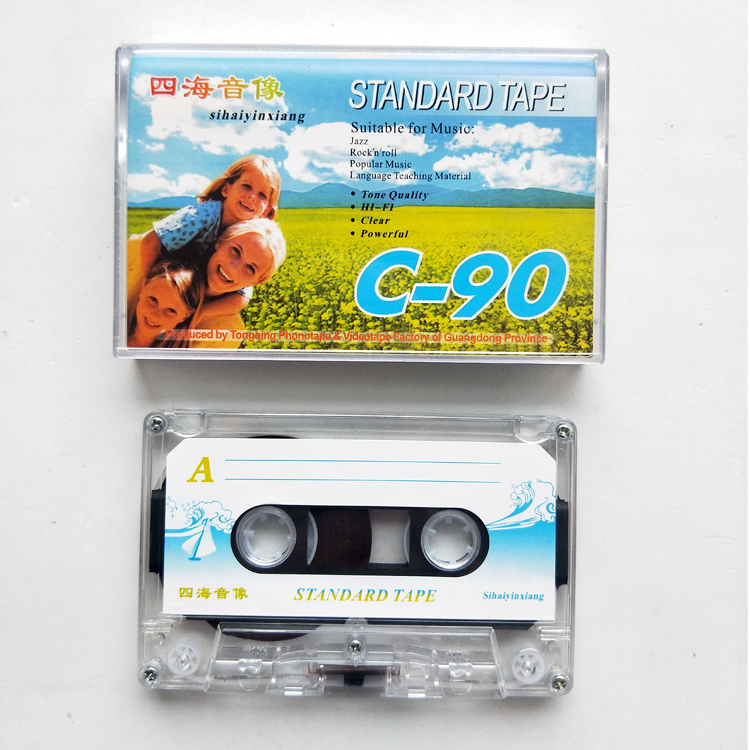 四海音像
sihaiyinxiang
STANDARD TAPE
Suitable for Music:
Jazz
Rock'n'roll
Popular Music
Language Teaching Material
• Tone Quality
• HI-FI
• Clear
• Powerful
C-90
Produced by Tongqing Phonotape & Videotape Factory of Guangdong Province
A
四海音像
STANDARD TAPE
Sihaiyinxiang